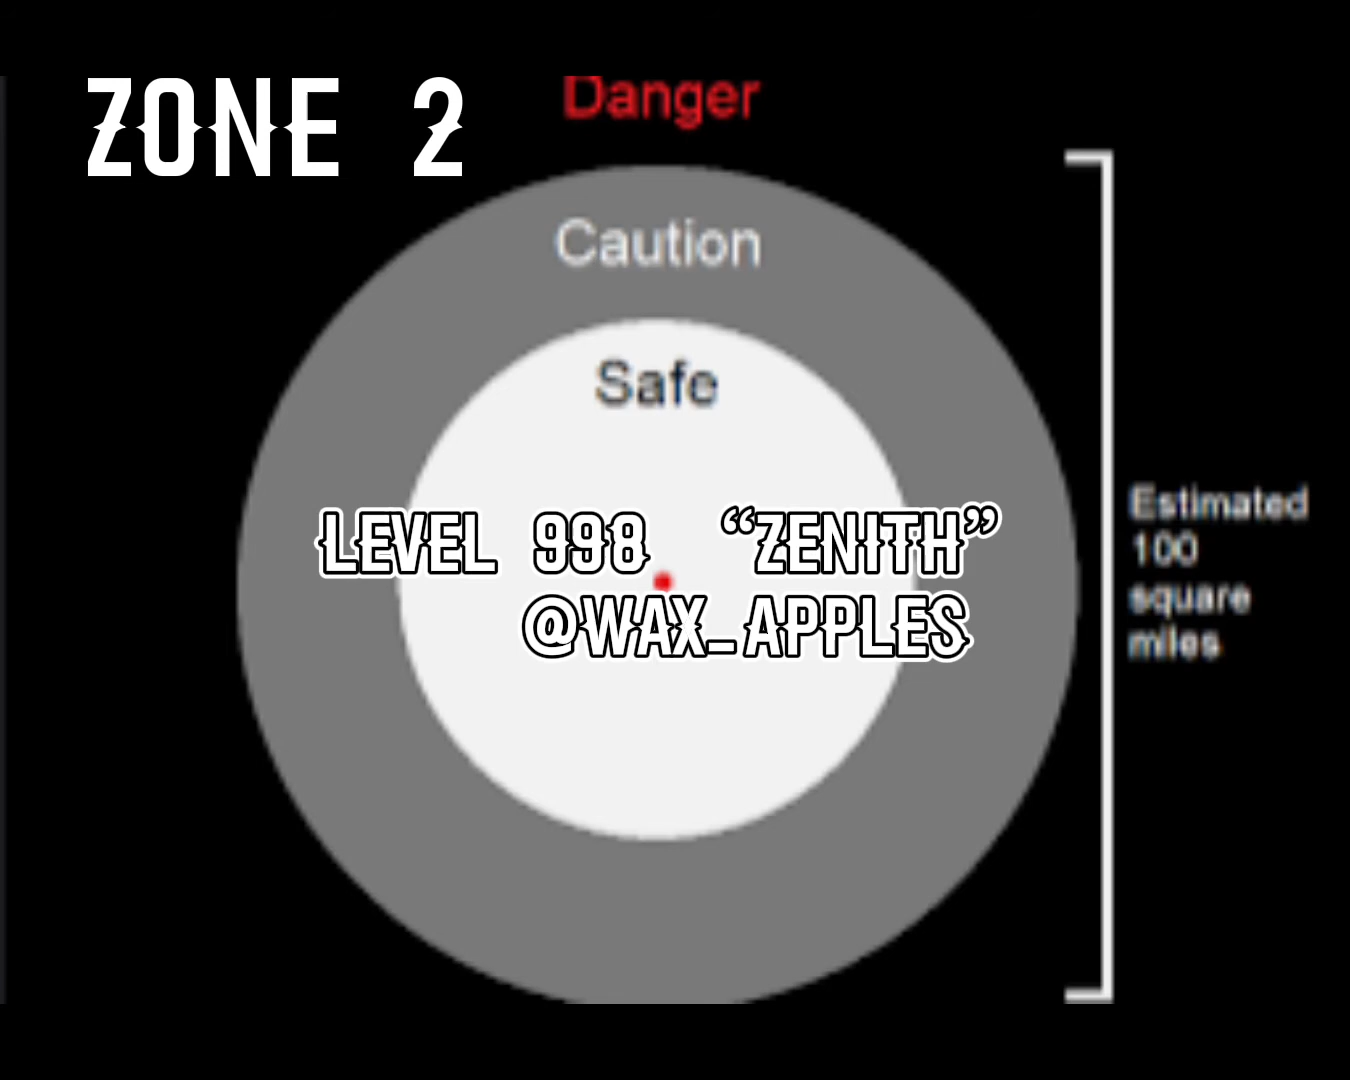 ZONE 2
Danger
Caution
Safe
LEVEL 998 “ZENITH”
@WAX_APPLES
Estimated
100
square
miles